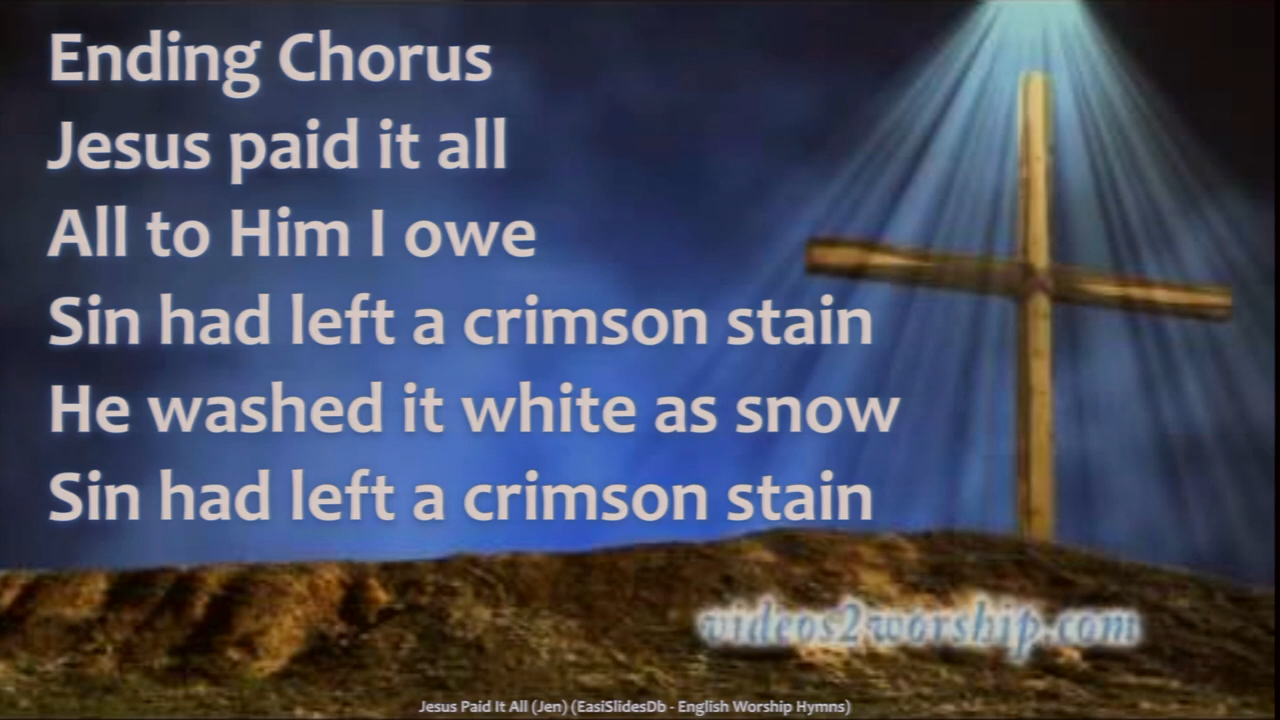 Ending Chorus
Jesus paid it all
All to Him I owe
Sin had left a crimson stain
He washed it white as snow
Sin had left a crimson stain
videos2worship.com
Jesus Paid It All (Jen) (EasiSlidesDb - English Worship Hymns)